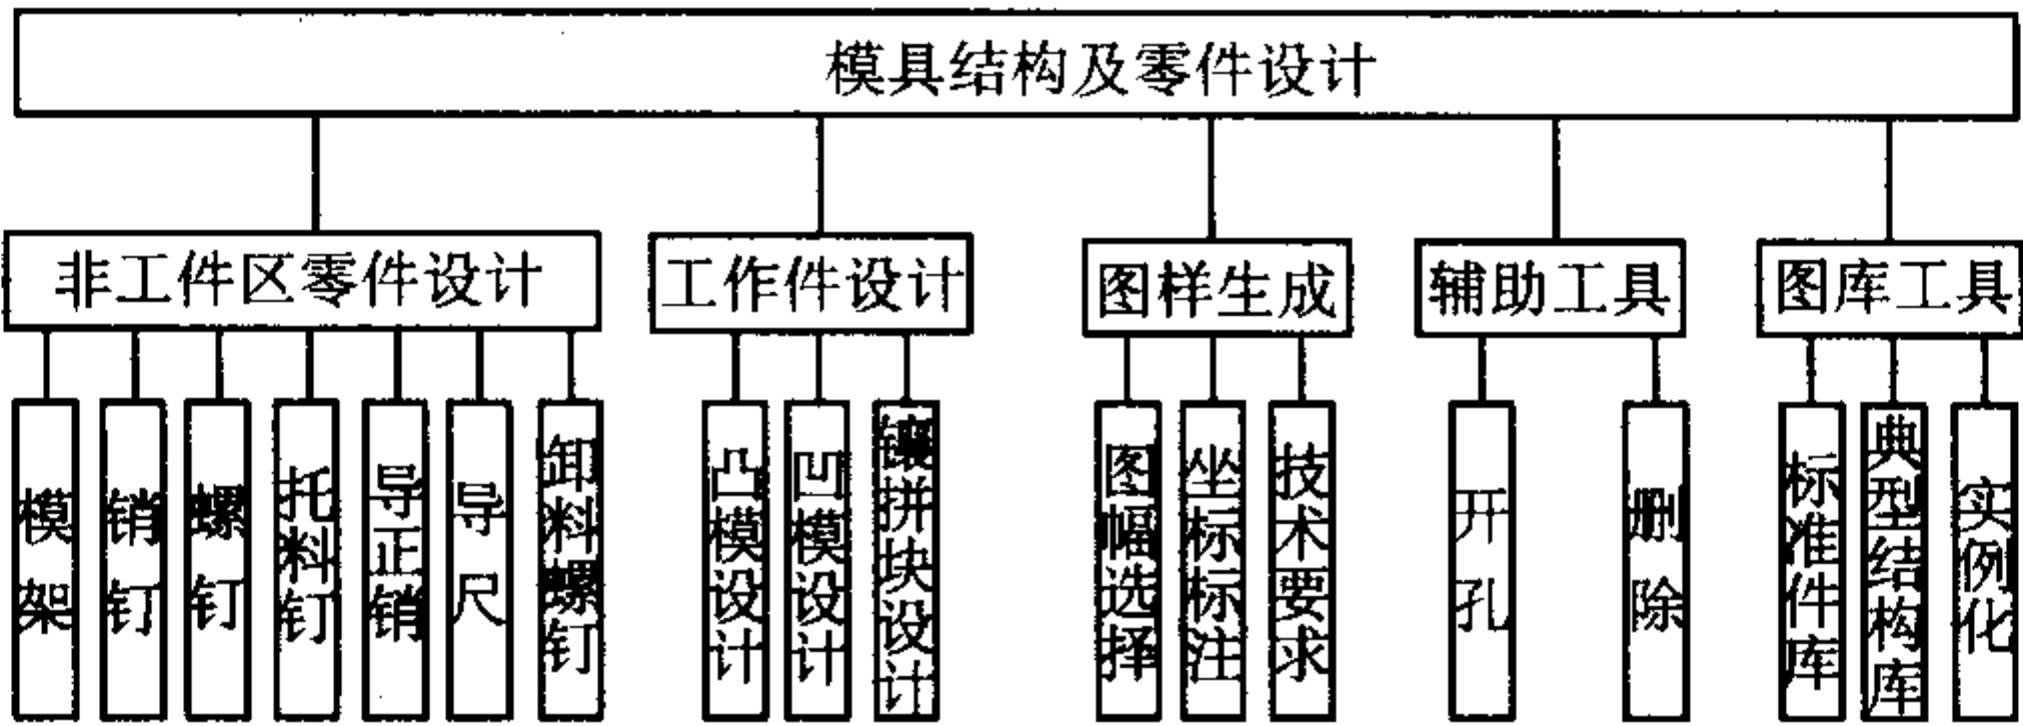 模具结构及零件设计
非工件区零件设计
工作件设计
图样生成
辅助工具
图库工具
模架
销钉
螺钉
托料钉
导正销
导尺
卸料螺钉
凸模设计
凹模设计
镶拼块设计
图幅选择
坐标标注
技术要求
开孔
删除
标准件库
典型结构库
实例化